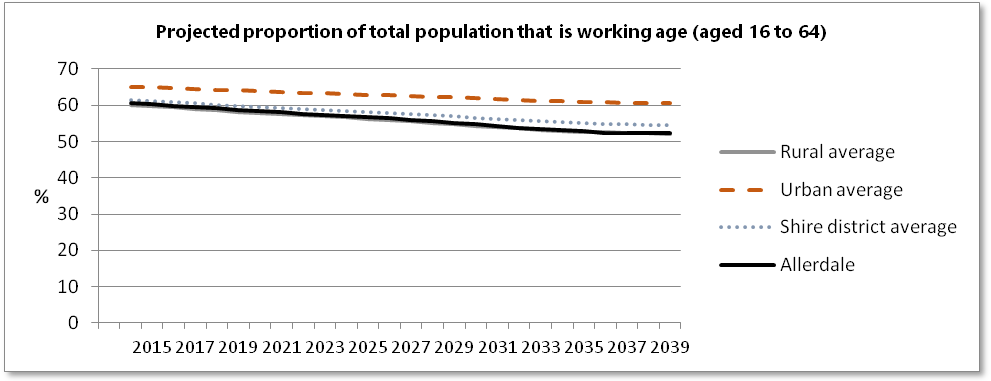 Projected proportion of total population that is working age (aged 16 to 64)
70
60
50
40
30
20
10
0
%
2015 2017 2019 2021 2023 2025 2027 2029 2031 2033 2035 2037 2039
Rural average
Urban average
Shire district average
Allerdale